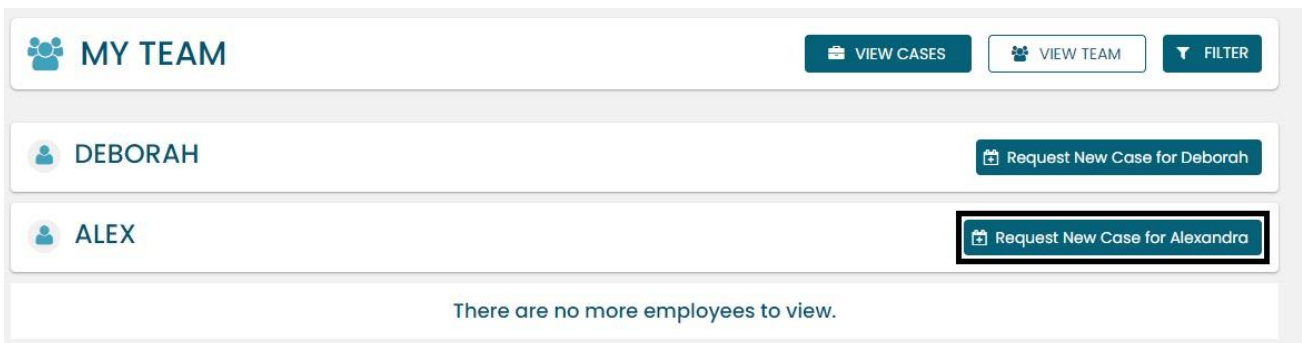 MY TEAM
VIEW CASES
VIEW TEAM
FILTER
DEBORAH
Request New Case for Deborah
ALEX
Request New Case for Alexandra
There are no more employees to view.